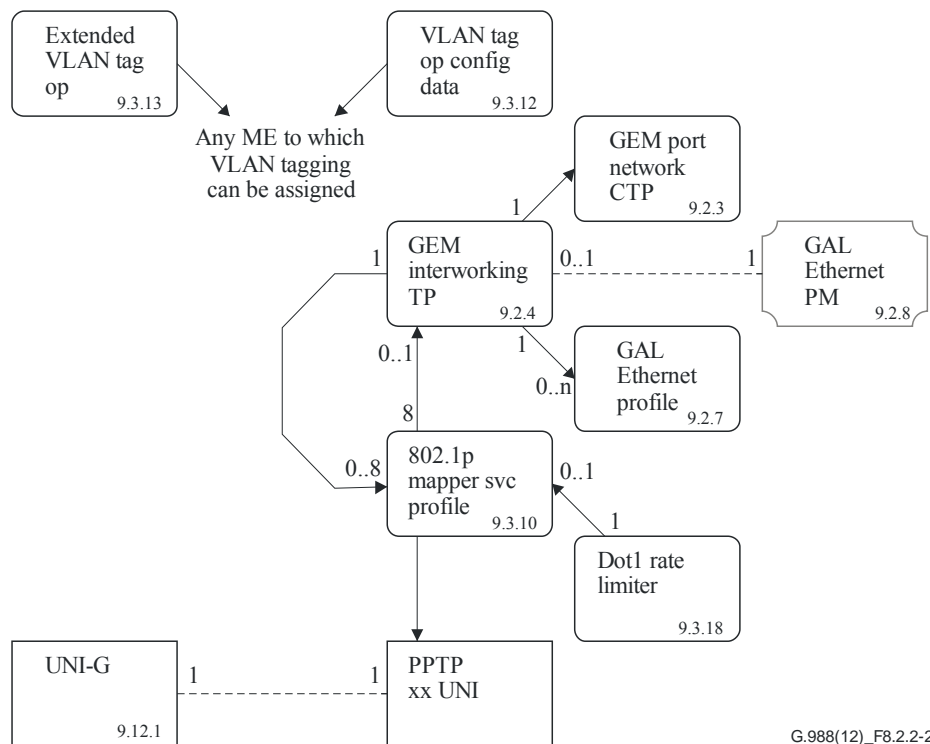 Extended
VLAN tag
op
9.3.13
VLAN tag
op config
data
9.3.12
Any ME to which
VLAN tagging
can be assigned
GEM port
network
CTP
9.2.3
1
1
GEM
interworking
TP
9.2.4
0..1
1
GAL
Ethernet
PM
9.2.8
0..1
1
0..n
GAL
Ethernet
profile
9.2.7
8
0..8
802.1p
mapper svc
profile
9.3.10
0..1
1
Dot1 rate
limiter
9.3.18
UNI-G
9.12.1
1
1
PPTP
xx UNI
G.988(12)_F8.2.2-2